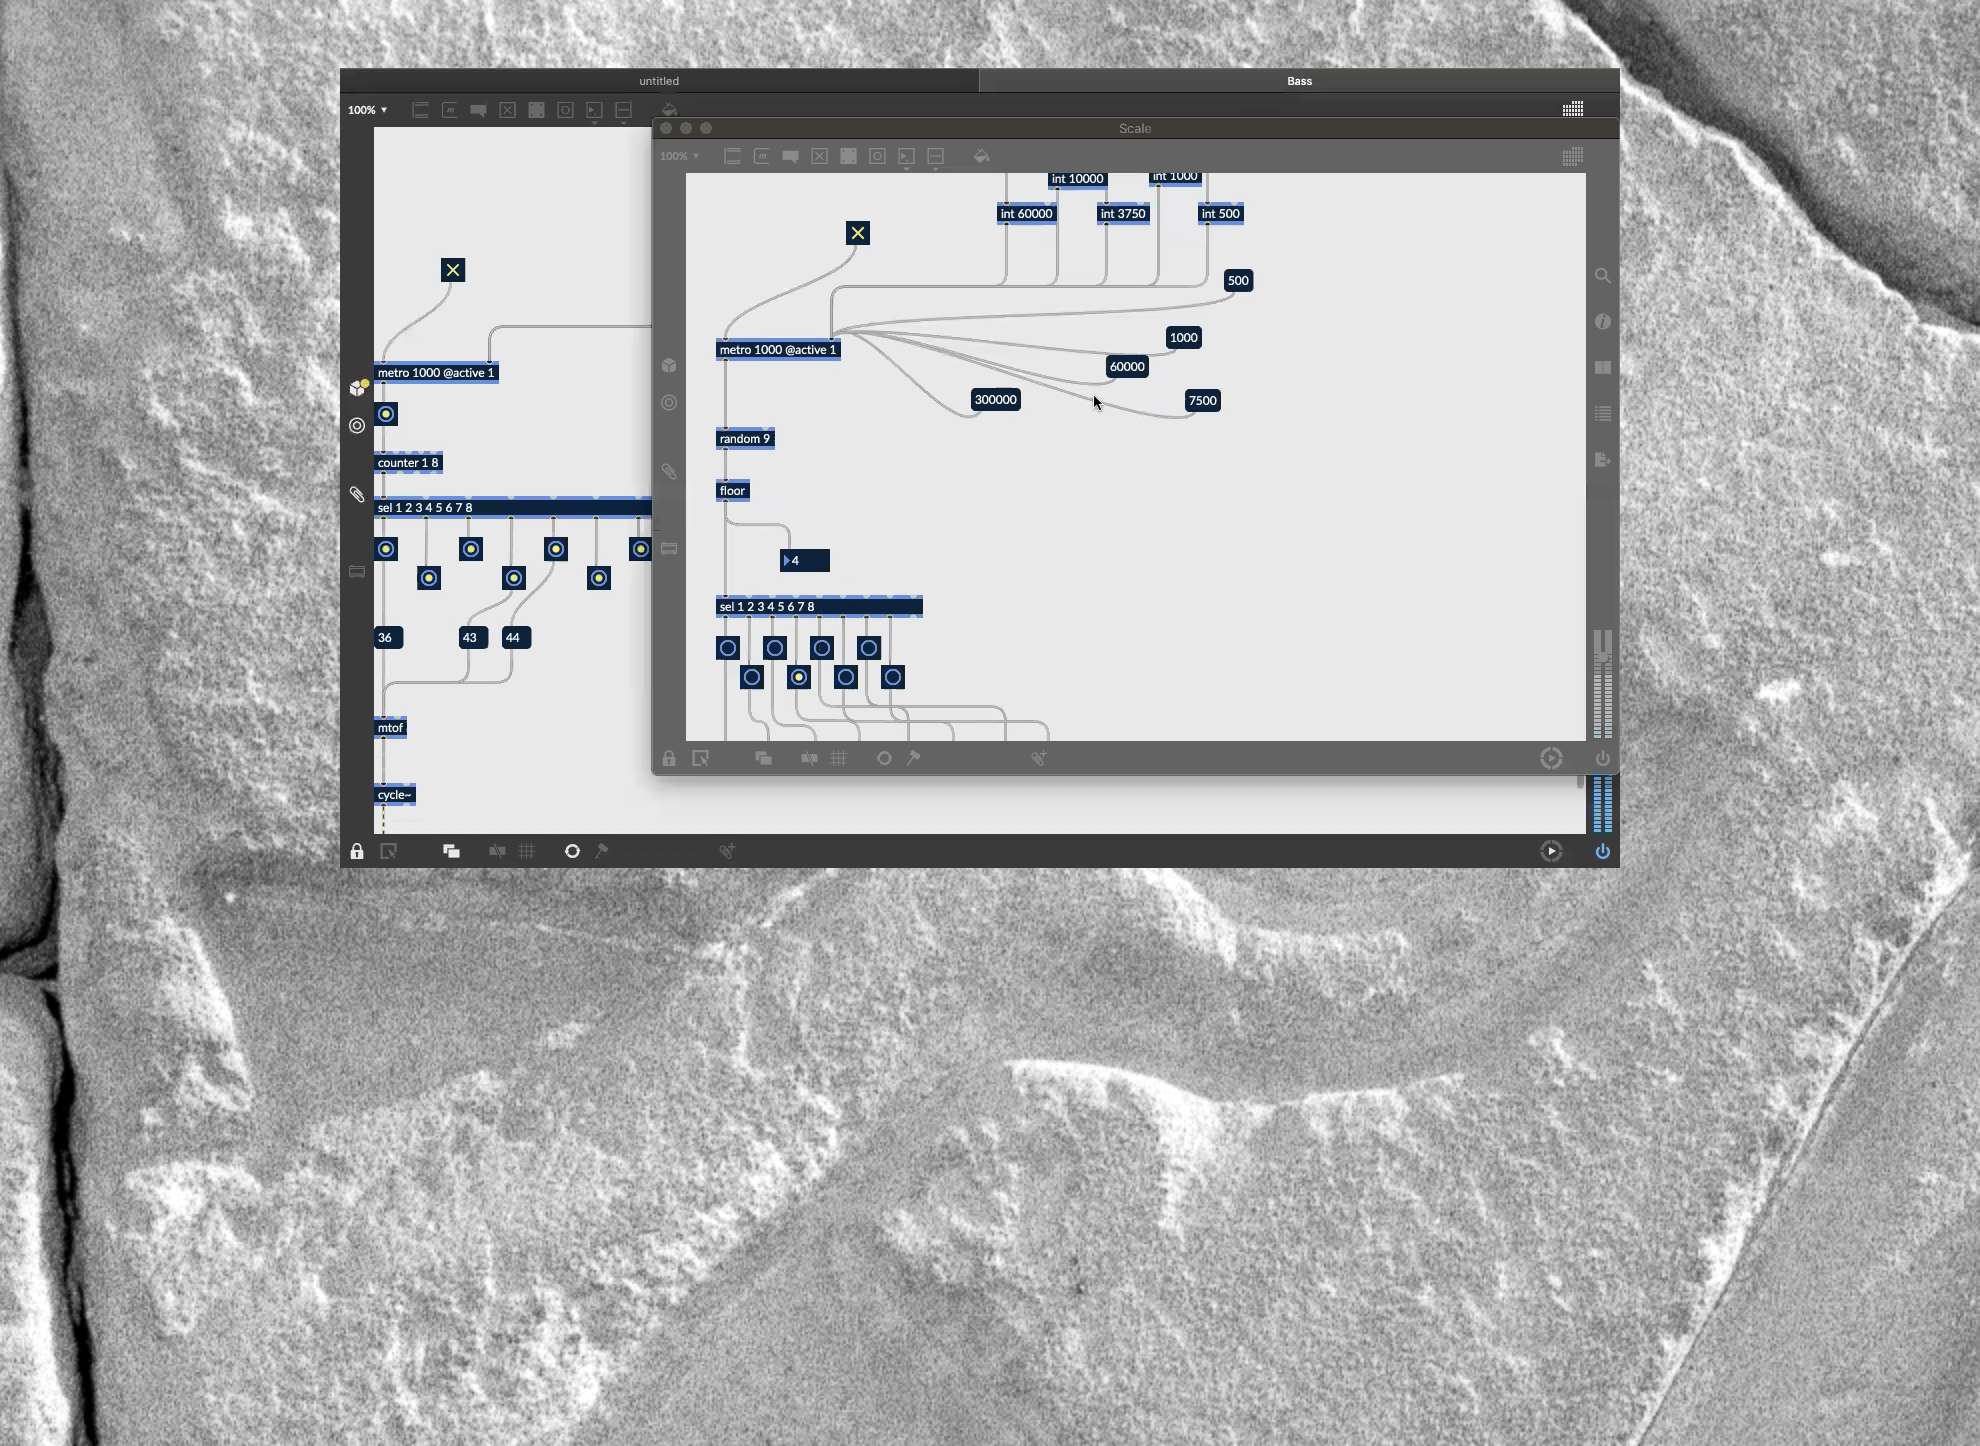 untitled
Bass
100%
Scale
100%
int 10000
int 1000
int 60000
int 3750
int 500
500
1000
metro 1000 @active 1
60000
300000
7500
random 9
floor
4
sel 1 2 3 4 5 6 7 8
metro 1000 @active 1
counter 1 8
sel 1 2 3 4 5 6 7 8
36
43
44
mtof
cycle~